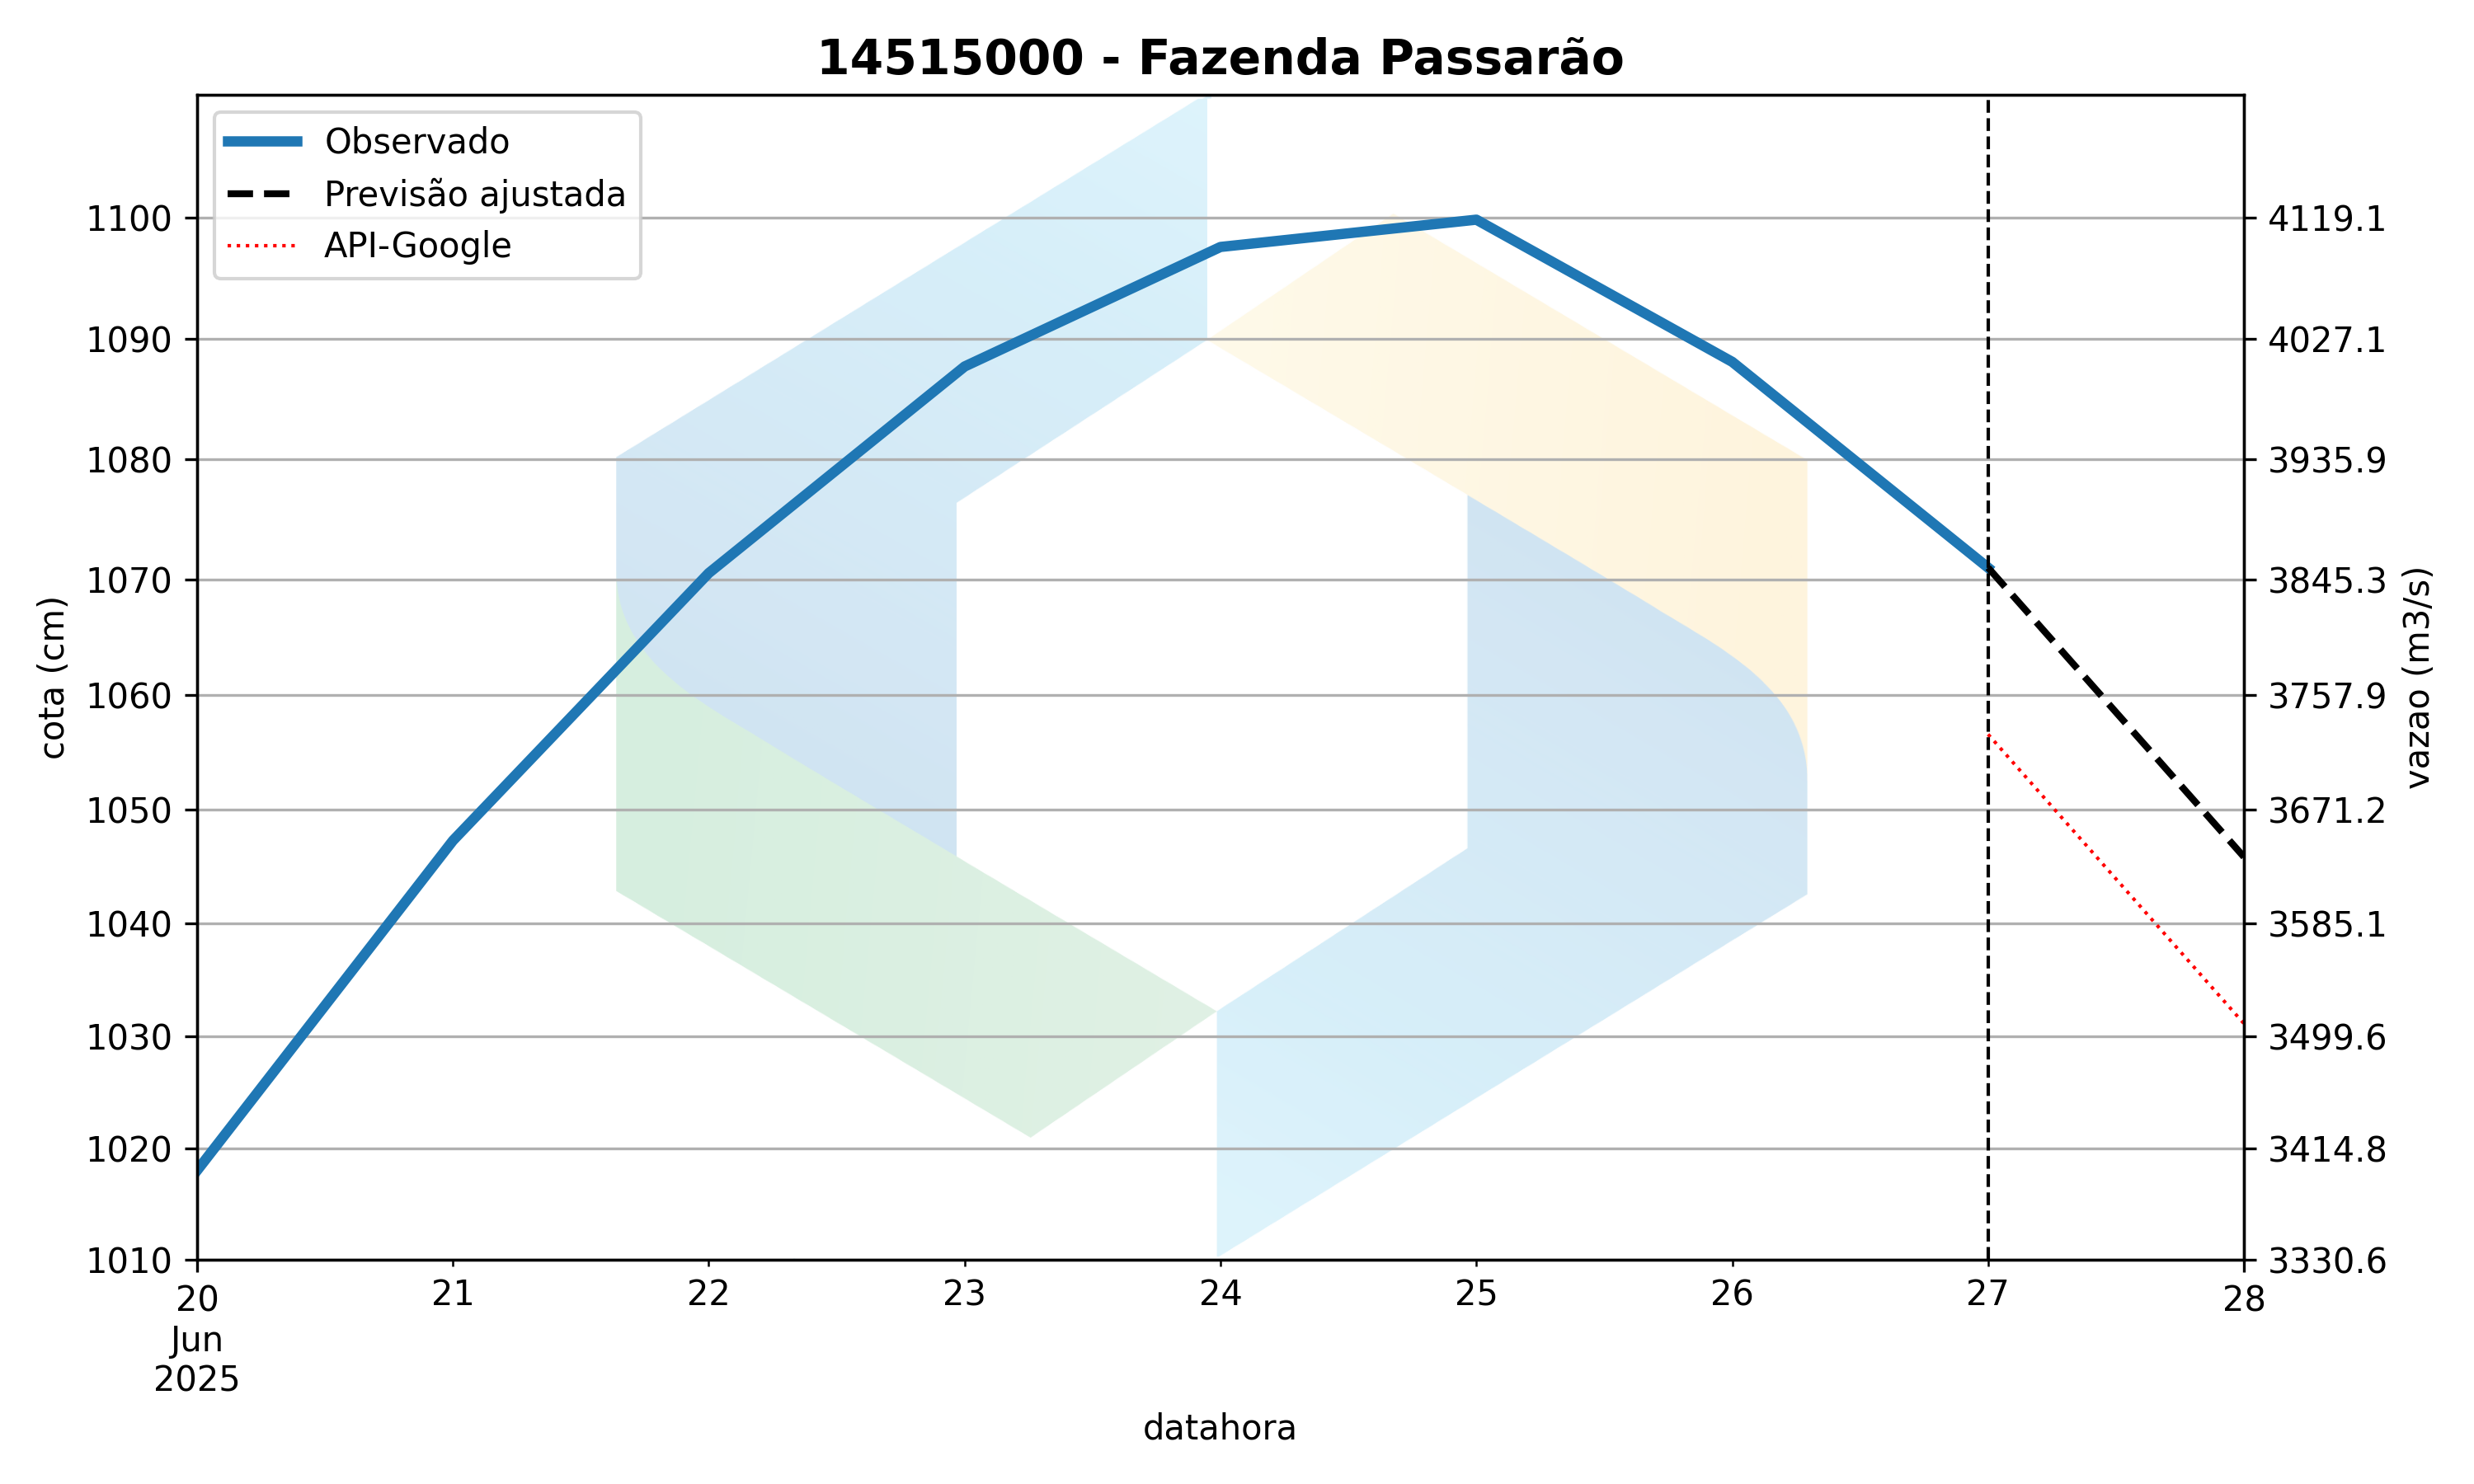 14515000 - Fazenda Passarão
Observado
Previsão ajustada
API-Google
1100
1090
1080
1070
1060
1050
1040
1030
1020
1010
cota (cm)
4119.1
4027.1
3935.9
3845.3
3757.9
3671.2
3585.1
3499.6
3414.8
3330.6
vazao (m3/s)
20 21 22 23 24 25 26 27 28
Jun
2025
datahora